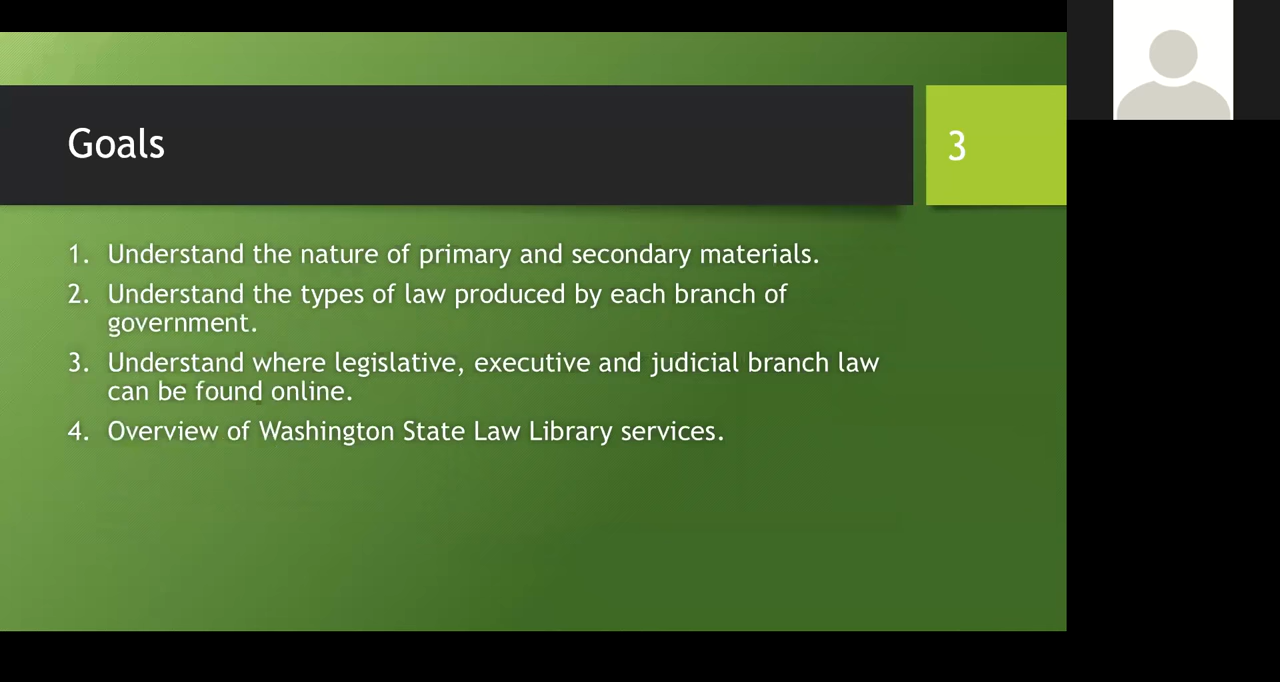 Goals
3
1. Understand the nature of primary and secondary materials.
2. Understand the types of law produced by each branch of
government.
3. Understand where legislative, executive and judicial branch law
can be found online.
4. Overview of Washington State Law Library services.